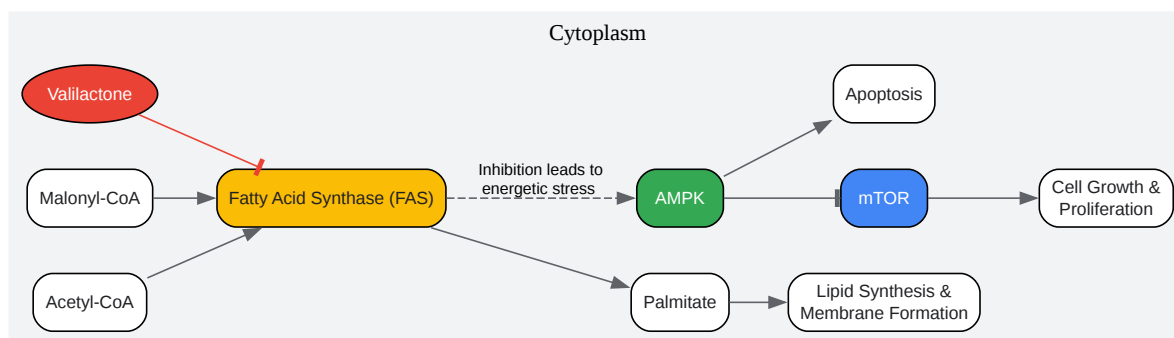 Cytoplasm
Valilactone
Apoptosis
Inhibition leads to
energetic stress
Malonyl-CoA
Fatty Acid Synthase (FAS)
AMPK
mTOR
Cell Growth &
Proliferation
Acetyl-CoA
Palmitate
Lipid Synthesis &
Membrane Formation